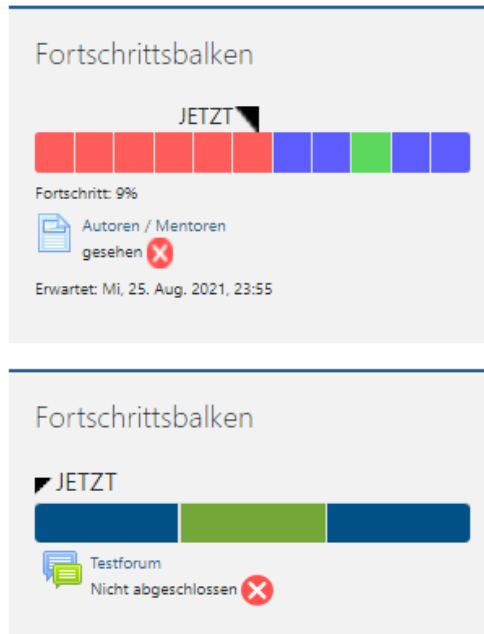 Fortschrittsbalken
JETZT
Fortschritt: 9%
Autoren / Mentoren
gesehen
Erwartet: Mi, 25. Aug. 2021, 23:55
Fortschrittsbalken
JETZT
Testforum
Nicht abgeschlossen